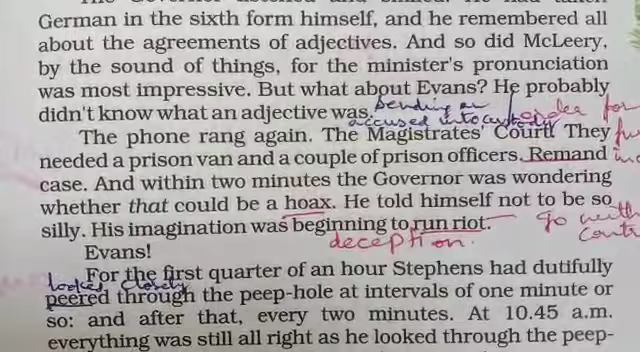 German in the sixth form himself, and he remembered all
about the agreements of adjectives. And so did McLeery,
by the sound of things, for the minister's pronunciation
was most impressive. But what about Evans? He probably
didn't know what an adjective was.
sending an
accused into custody
The phone rang again. The Magistrates' Court! They
needed a prison van and a couple of prison officers. Remand
case. And within two minutes the Governor was wondering
whether that could be a hoax. He told himself not to be so
silly. His imagination was beginning to run riot.
deception.
Evans!
For the first quarter of an hour Stephens had dutifully
looked closely
peered through the peep-hole at intervals of one minute or
so: and after that, every two minutes. At 10.45 a.m.
everything was still all right as he looked through the peep-